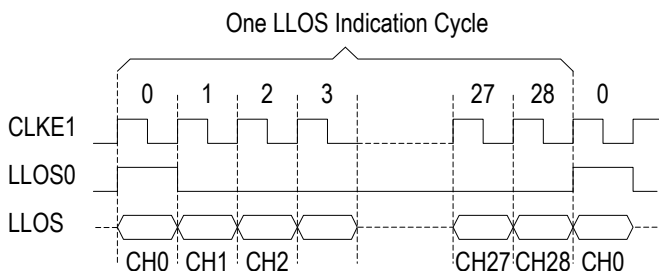 One LLOS Indication Cycle
0 1 2 3 27 28 0
CLKE1
LLOS0
LLOS
CH0 CH1 CH2 CH27 CH28 CH0